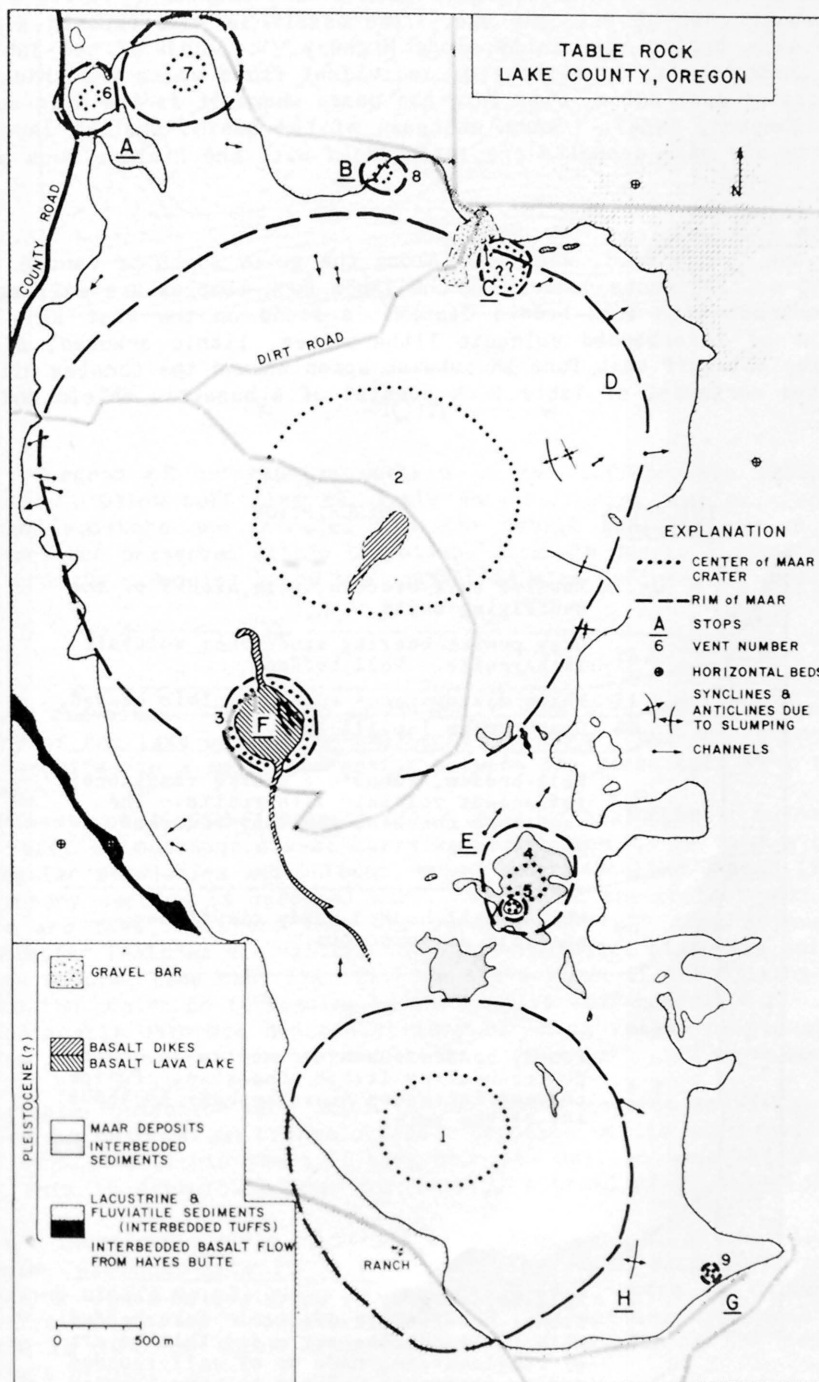 TABLE ROCK
LAKE COUNTY, OREGON
N
COUNTY ROAD
DIRT ROAD
6
7
A
B
8
C
? ?
D
2
3
F
E
4
5
1
RANCH
9
H
G
EXPLANATION
CENTER of MAAR
CRATER
RIM of MAAR
A STOPS
6 VENT NUMBER
HORIZONTAL BEDS
SYNCLINES &
ANTICLINES DUE
TO SLUMPING
CHANNELS
PLEISTOCENE (?)
GRAVEL BAR
BASALT DIKES
BASALT LAVA LAKE
MAAR DEPOSITS
INTERBEDDED
SEDIMENTS
LACUSTRINE &
FLUVIATILE SEDIMENTS
(INTERBEDDED TUFFS)
INTERBEDDED BASALT FLOW
FROM HAYES BUTTE
0 500 m